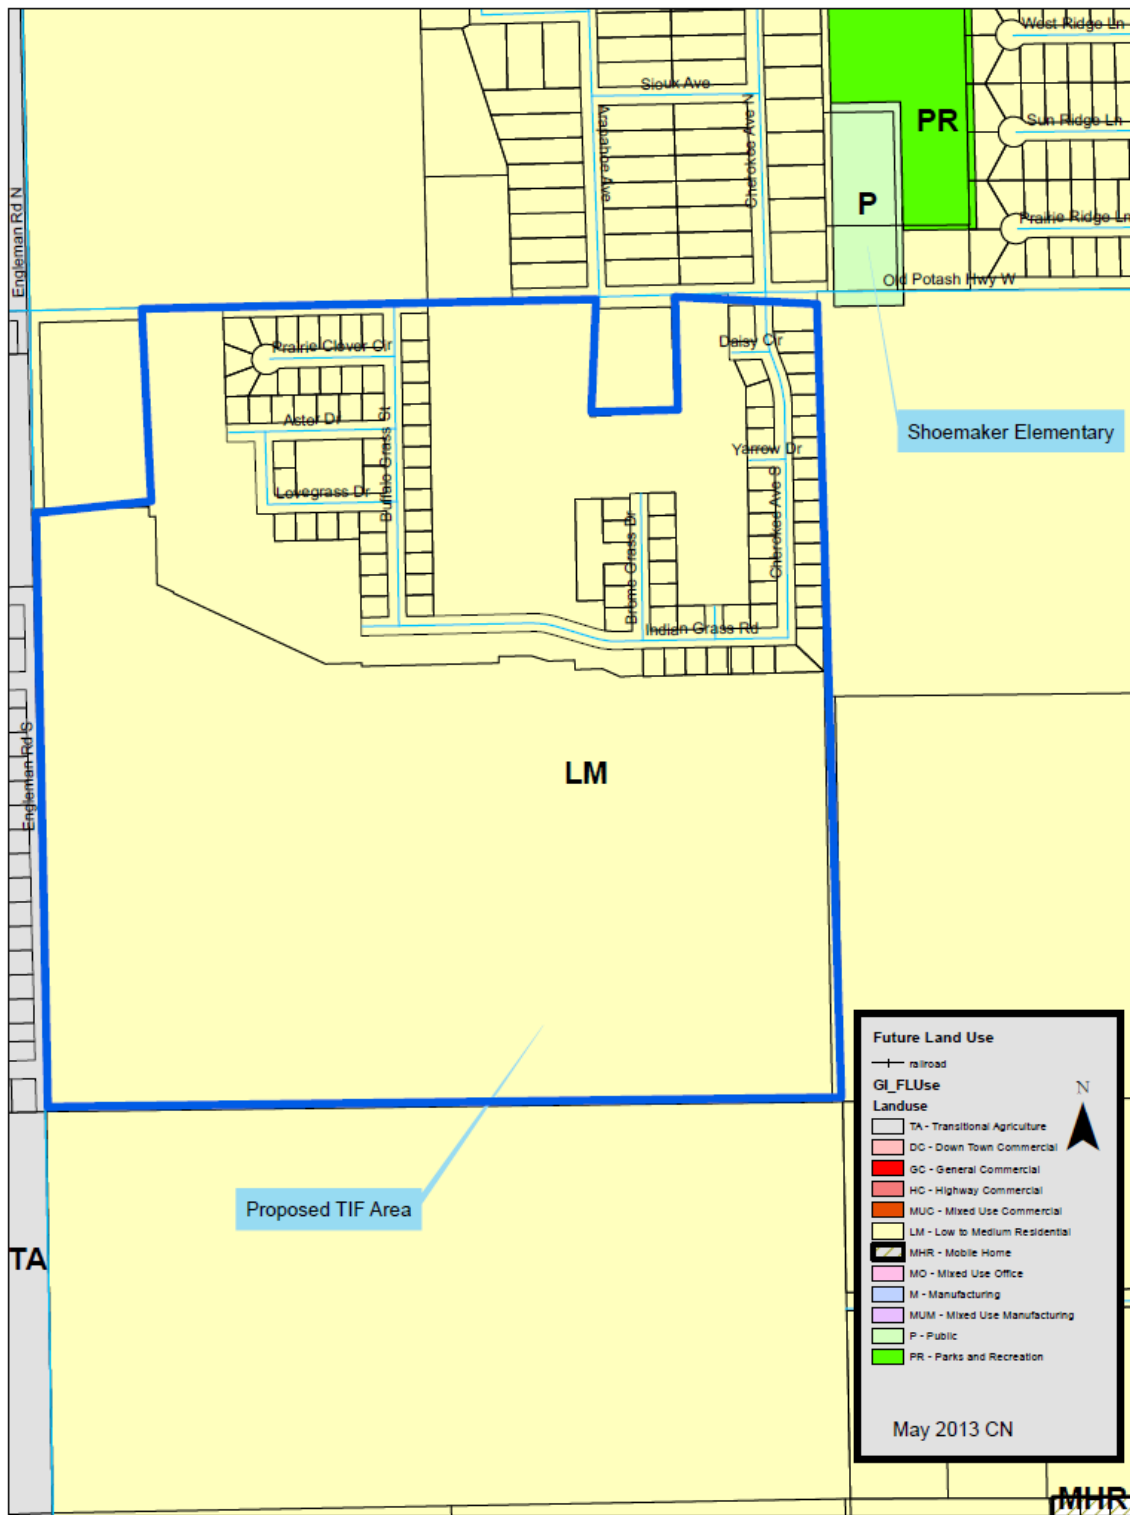 West Ridge Ln
Sioux Ave
PR
Arapahoe Ave
Cherokee Ave N
Sun Ridge Ln
Engleman Rd N
P
Prairie Ridge Ln
Old Potash Hwy W
Prairie Clover Cir
Daisy Cir
Aster Dr
Buffalo Grass St
Shoemaker Elementary
Yarrow Dr
Lovegrass Dr
Cherokee Ave S
Brome Grass Dr
Indian Grass Rd
Engleman Rd S
LM
Proposed TIF Area
TA
Future Land Use
railroad
GI_FLUse
N
Landuse
TA - Transitional Agriculture
DC - Down Town Commercial
GC - General Commercial
HC - Highway Commercial
MUC - Mixed Use Commercial
LM - Low to Medium Residential
MHR - Mobile Home
MO - Mixed Use Office
M - Manufacturing
MUM - Mixed Use Manufacturing
P - Public
PR - Parks and Recreation
May 2013 CN
MHR